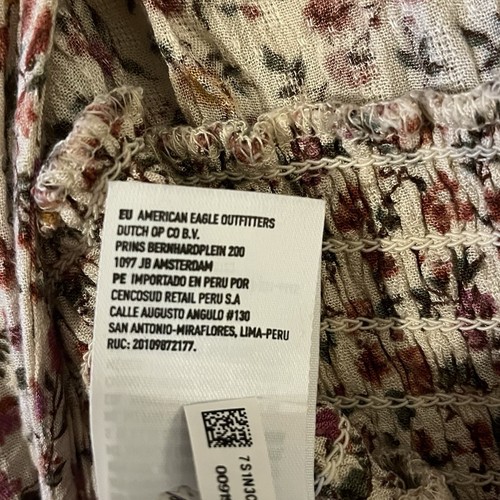 EU AMERICAN EAGLE OUTFITTERS
DUTCH OP CO B.V.
PRINS BERNHARDPLEIN 200
1097 JB AMSTERDAM
PE IMPORTADO EN PERU POR
CENCOSUD RETAIL PERU S.A
CALLE AUGUSTO ANGULO #130
SAN ANTONIO-MIRAFLORES, LIMA-PERU
RUC: 20109872177.